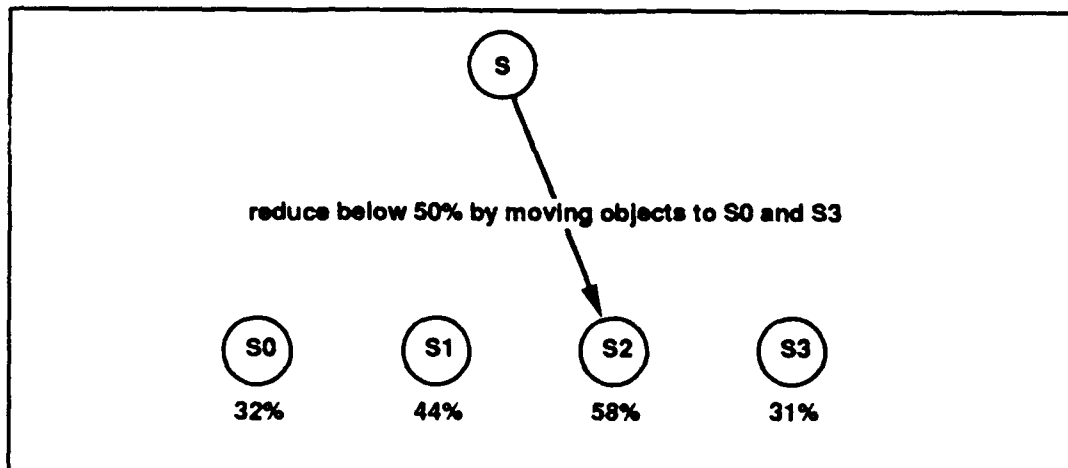 S
reduce below 50% by moving objects to S0 and S3
S0 S1 S2 S3
32% 44% 58% 31%